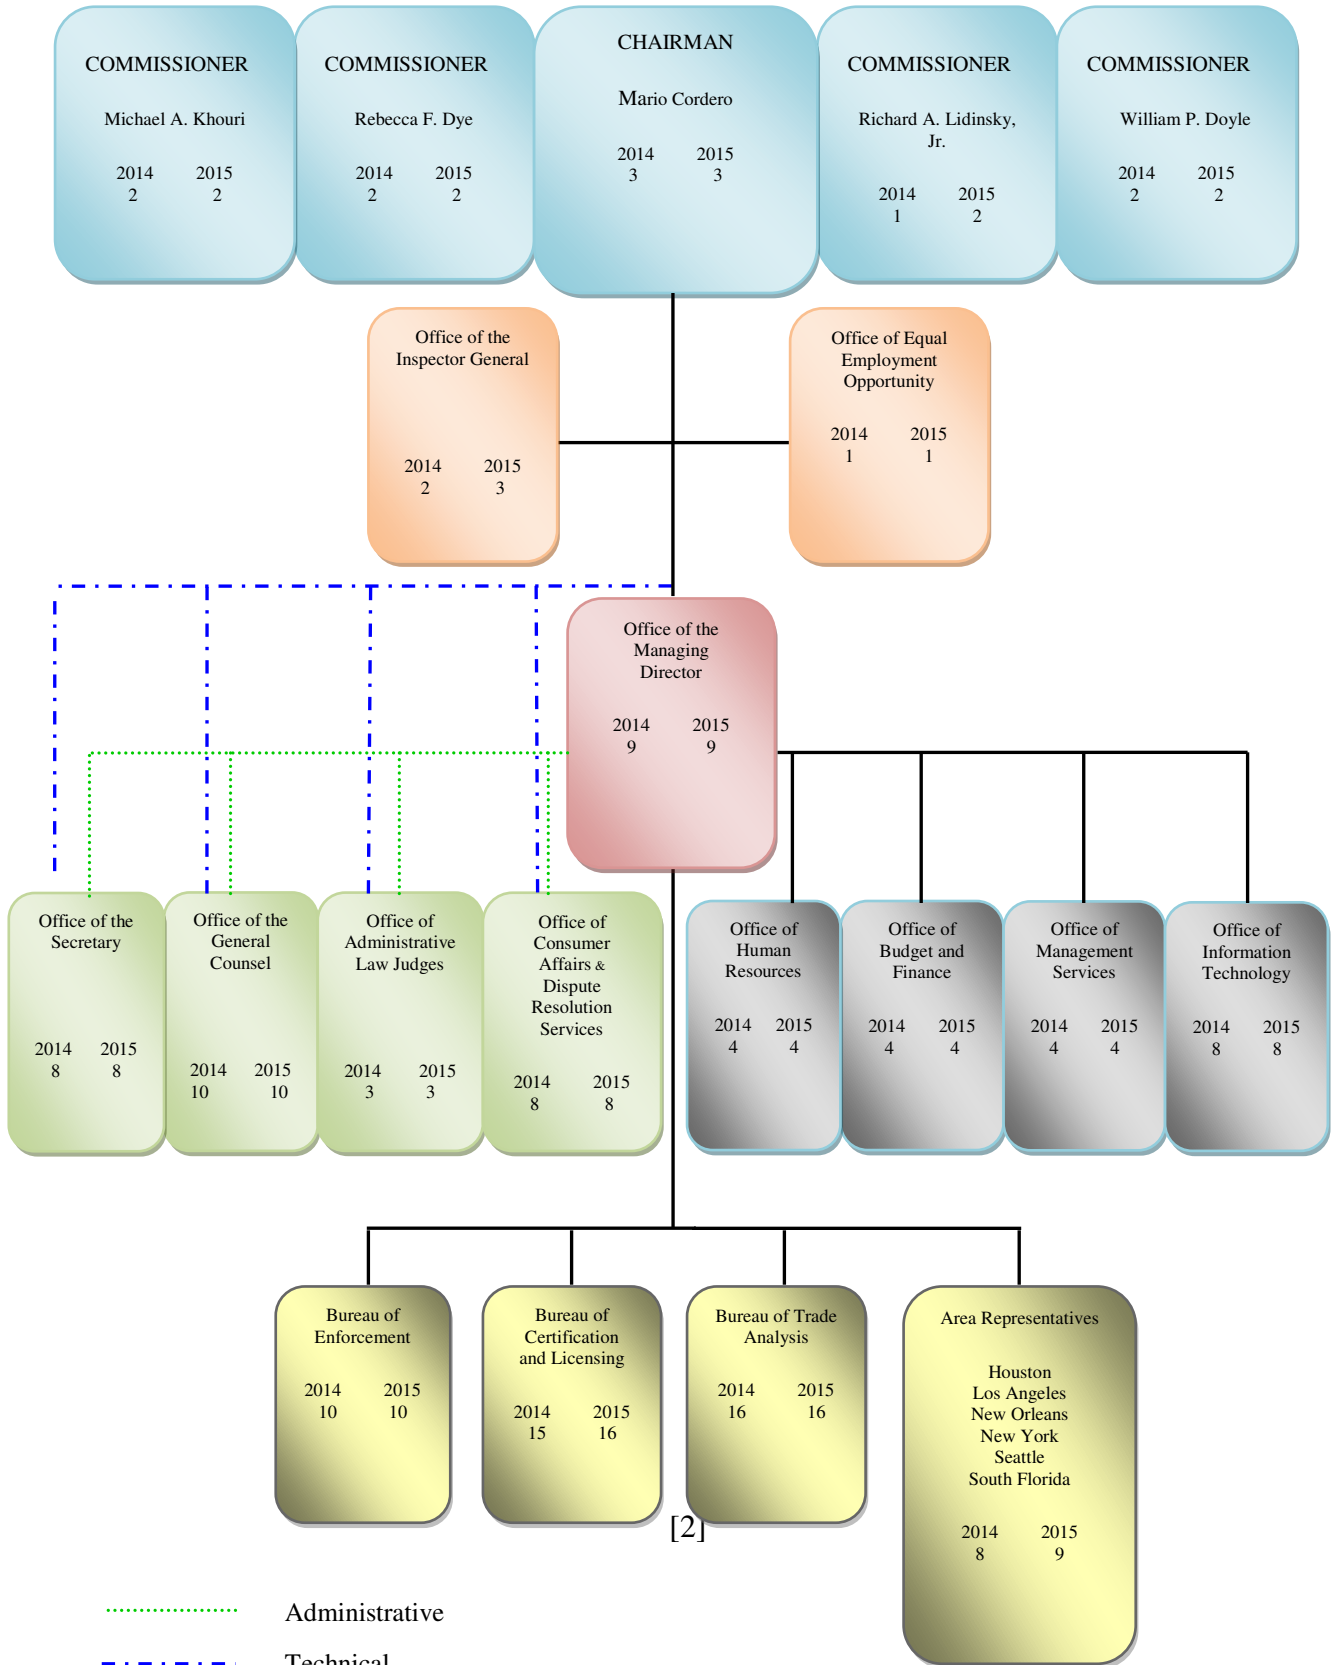 COMMISSIONER
Michael A. Khouri
2014 2015
2 2
COMMISSIONER
Rebecca F. Dye
2014 2015
2 2
CHAIRMAN
Mario Cordero
2014 2015
3 3
COMMISSIONER
Richard A. Lidinsky,
Jr.
2014 2015
1 2
COMMISSIONER
William P. Doyle
2014 2015
2 2
Office of the
Inspector General
2014 2015
2 3
Office of Equal
Employment
Opportunity
2014 2015
1 1
Office of the
Managing
Director
2014 2015
9 9
Office of the
Secretary
2014 2015
8 8
Office of the
General
Counsel
2014 2015
10 10
Office of
Administrative
Law Judges
2014 2015
3 3
Office of
Consumer
Affairs &
Dispute
Resolution
Services
2014 2015
8 8
Office of
Human
Resources
2014 2015
4 4
Office of
Budget and
Finance
2014 2015
4 4
Office of
Management
Services
2014 2015
4 4
Office of
Information
Technology
2014 2015
8 8
Bureau of
Enforcement
2014 2015
10 10
Bureau of
Certification
and Licensing
2014 2015
15 16
Bureau of Trade
Analysis
2014 2015
16 16
Area Representatives
Houston
Los Angeles
New Orleans
New York
Seattle
South Florida
2014 2015
8 9
[2]
Administrative
Technical